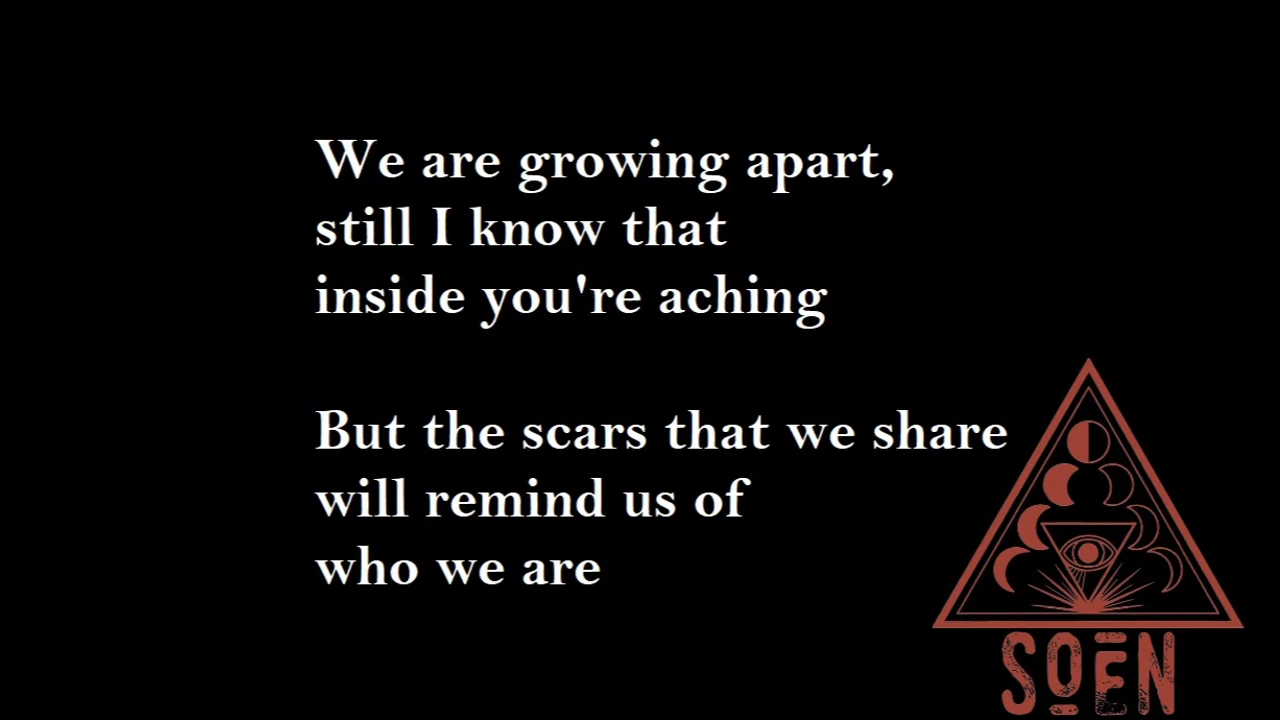 We are growing apart,
still I know that
inside you're aching
But the scars that we share
will remind us of
who we are
SOEN